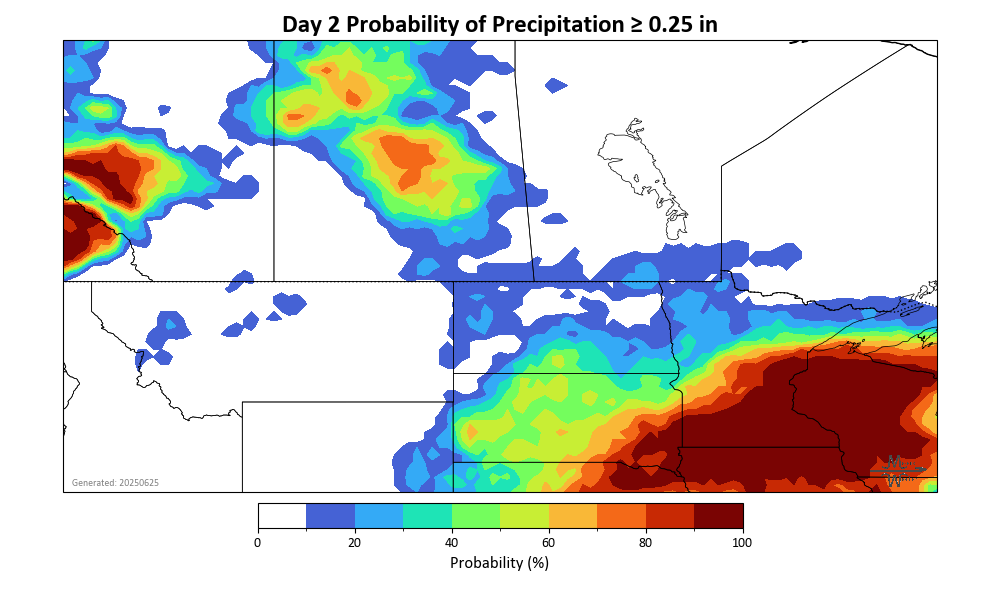 Day 2 Probability of Precipitation ≥ 0.25 in
Generated: 20250625
0 20 40 60 80 100
Probability (%)